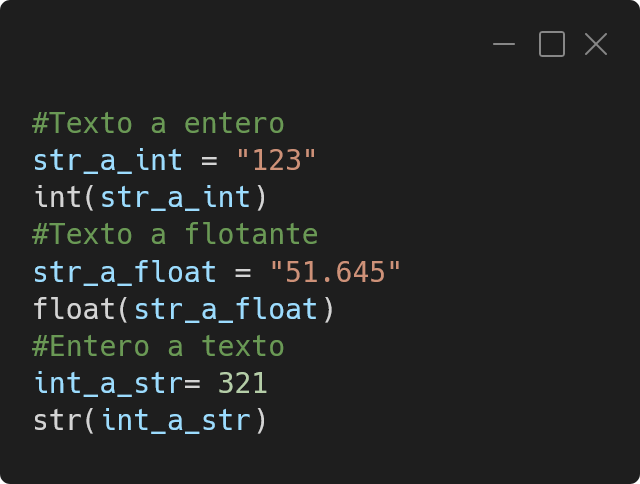 #Texto a entero
str_a_int = "123"
int(str_a_int)
#Texto a flotante
str_a_float = "51.645"
float(str_a_float)
#Entero a texto
int_a_str= 321
str(int_a_str)